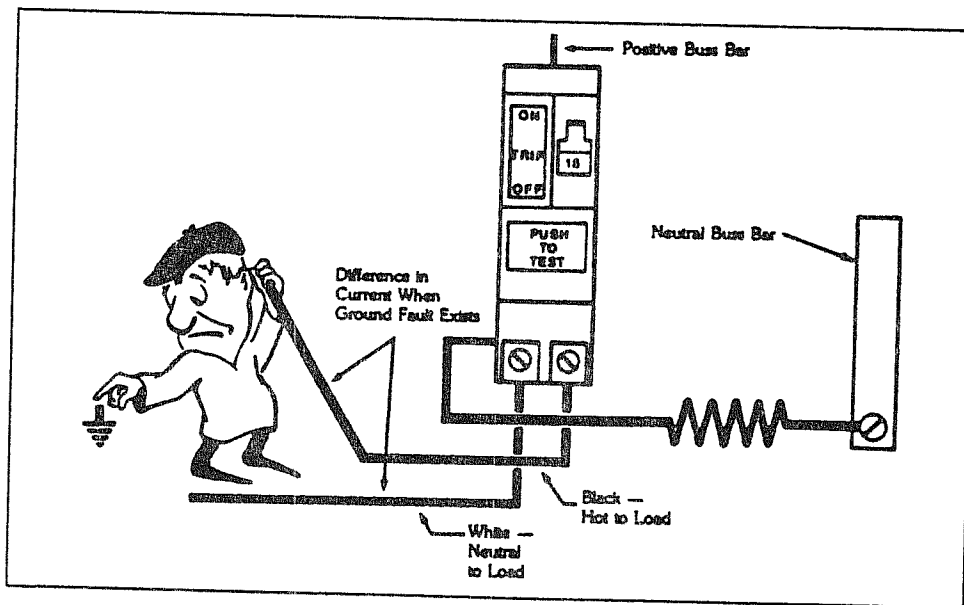 Positive Buss Bar
ON
TRIP
OFF
15
PUSH
TO
TEST
Neutral Buss Bar
Difference in
Current When
Ground Fault Exists
Black —
Hot to Load
White —
Neutral
to Load